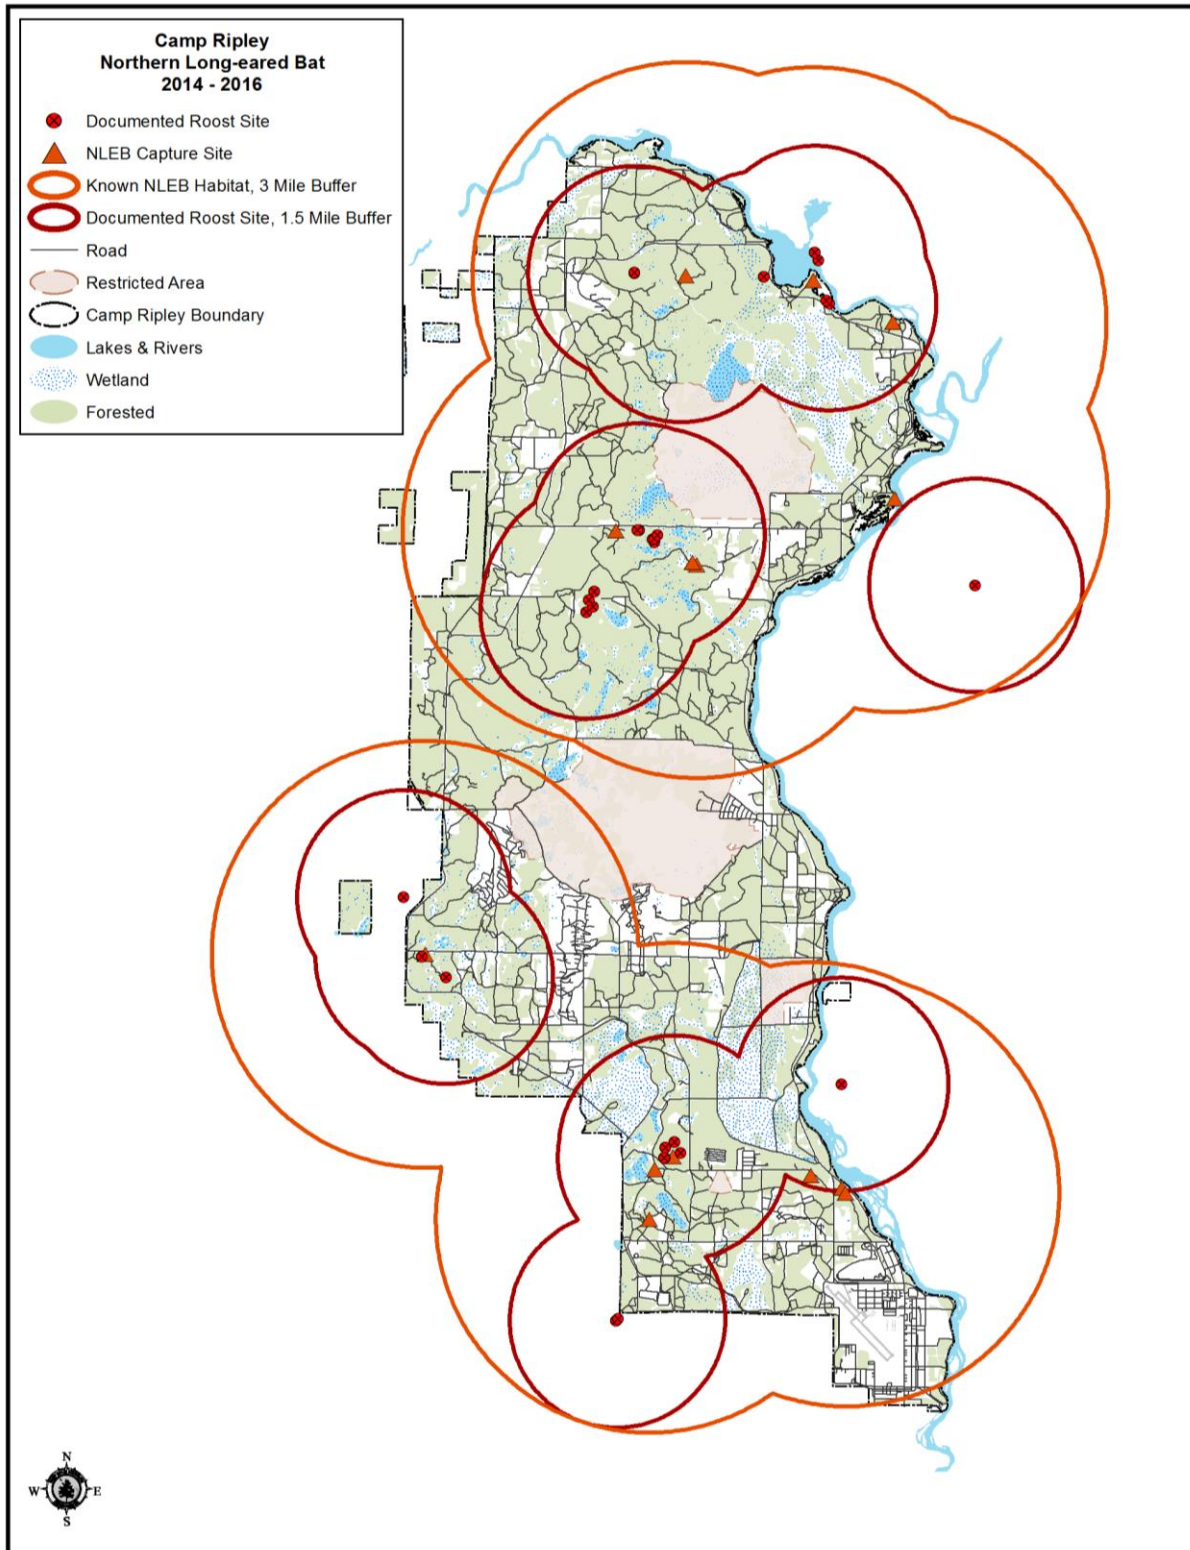 Camp Ripley
Northern Long-eared Bat
2014 - 2016
Documented Roost Site
NLEB Capture Site
Known NLEB Habitat, 3 Mile Buffer
Documented Roost Site, 1.5 Mile Buffer
Road
Restricted Area
Camp Ripley Boundary
Lakes & Rivers
Wetland
Forested
N
W E
S